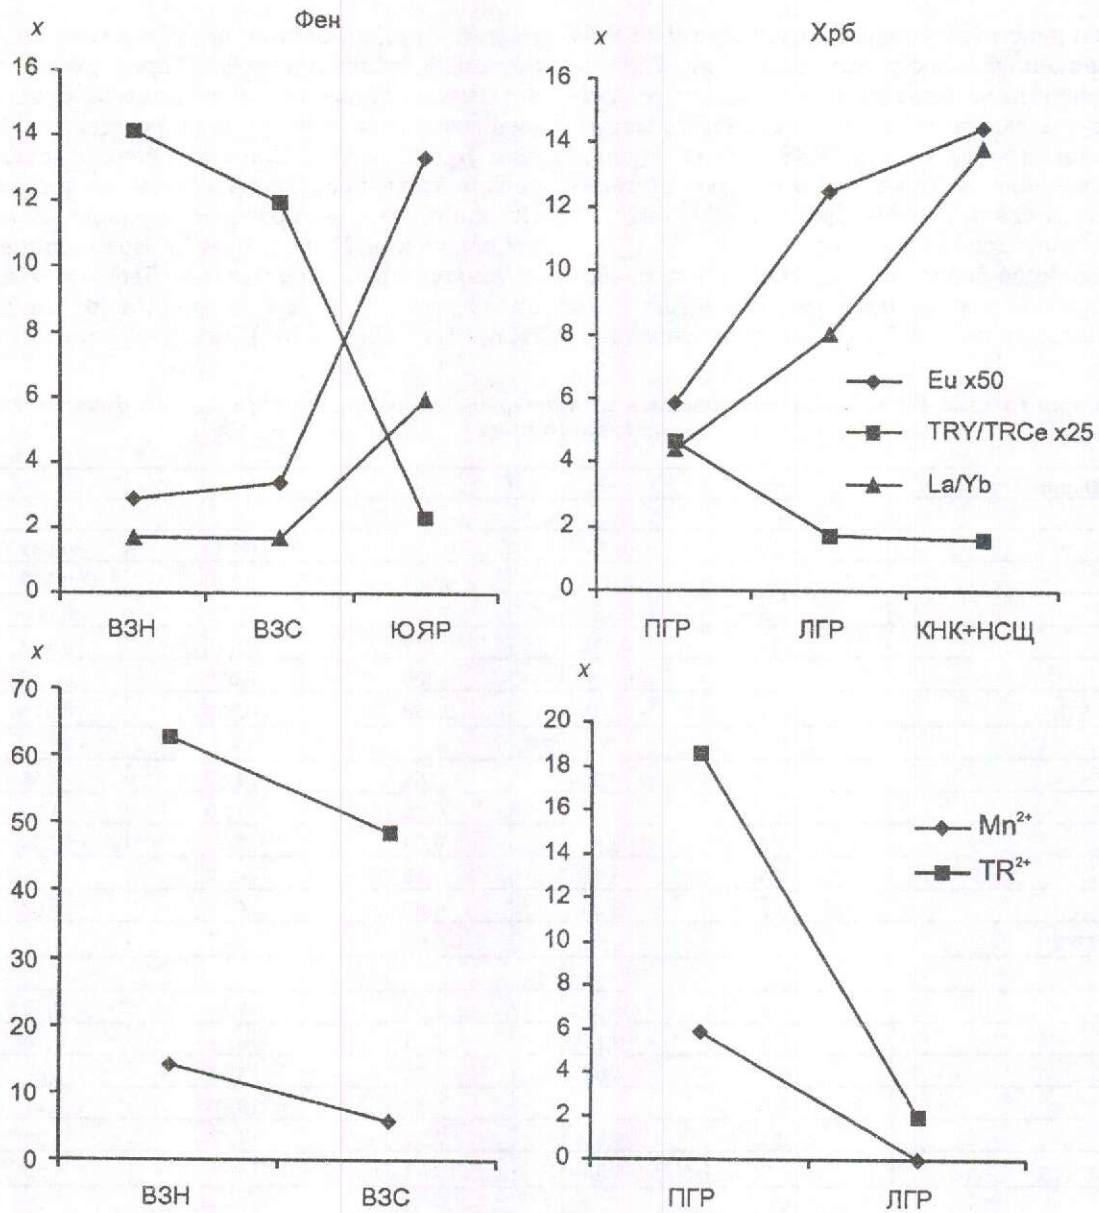 Фен
x
16
14
12
10
8
6
4
2
0
ВЗН ВЗС ЮЯР
Хрб
x
16
14
12
10
8
6
4
2
0
ПГР ЛГР КНК+НСЩ
Eu x50
TRY/TRCe x25
La/Yb
x
70
60
50
40
30
20
10
0
ВЗН ВЗС
x
20
18
16
14
12
10
8
6
4
2
0
ПГР ЛГР
Mn²⁺
TR²⁺